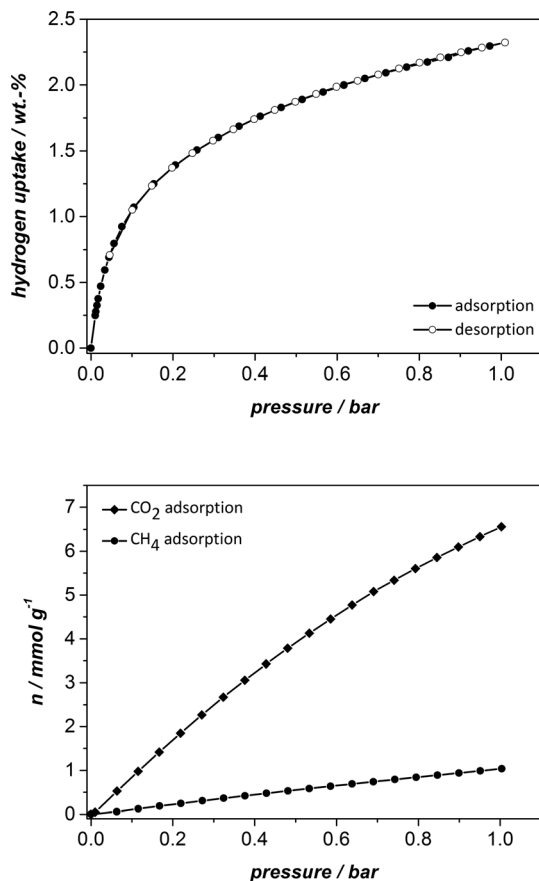 2.5
2.0
1.5
1.0
0.5
0.0
hydrogen uptake / wt.-%
adsorption
desorption
0.0 0.2 0.4 0.6 0.8 1.0
pressure / bar
7
6
5
4
3
2
1
0
n / mmol g⁻¹
CO₂ adsorption
CH₄ adsorption
0.0 0.2 0.4 0.6 0.8 1.0
pressure / bar